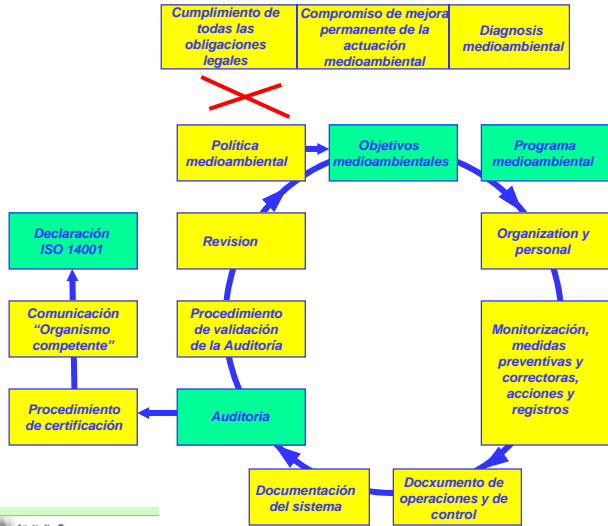 Cumplimiento de
todas las
obligaciones
legales
Compromiso de mejora
permanente de la
actuación
medioambiental
Diagnosis
medioambiental
Política
medioambiental
Objetivos
medioambientales
Programa
medioambiental
Declaración
ISO 14001
Revision
Organization y
personal
Comunicación
“Organismo
competente”
Procedimiento
de validación
de la Auditoría
Monitorización,
medidas
preventivas y
correctoras,
acciones y
registros
Procedimiento
de certificación
Auditoria
Documentación
del sistema
Docxumento de
operaciones y de
control